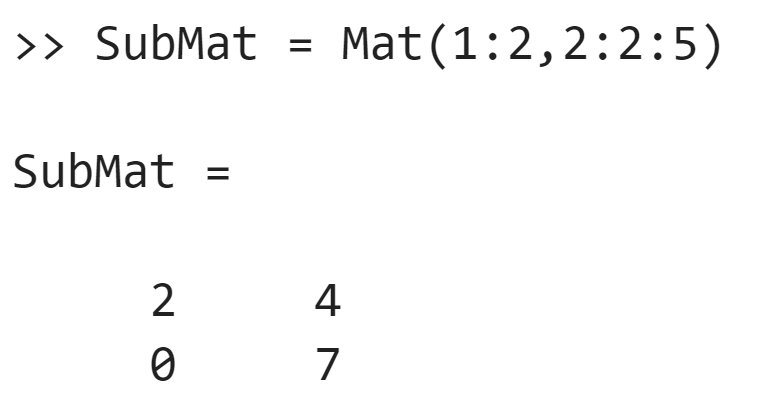 >> SubMat = Mat(1:2,2:2:5)
SubMat =
2 4
0 7